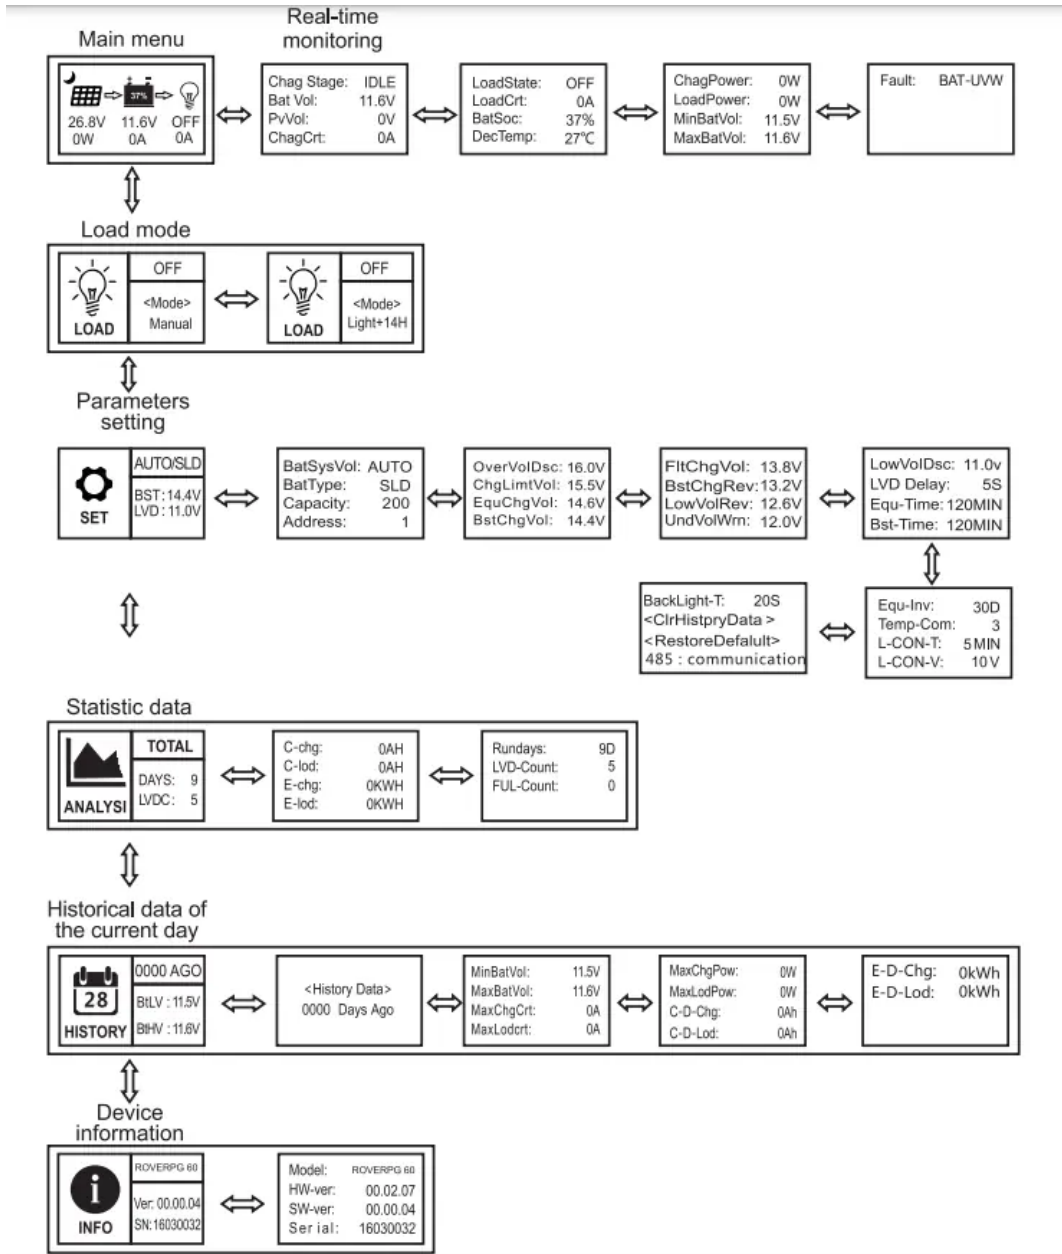 Main menu
Real-time
monitoring
37%
26.8V 11.6V OFF
0W 0A 0A
Chag Stage: IDLE
Bat Vol: 11.6V
PvVol: 0V
ChagCrt: 0A
LoadState: OFF
LoadCrt: 0A
BatSoc: 37%
DecTemp: 27℃
ChagPower: 0W
LoadPower: 0W
MinBatVol: 11.5V
MaxBatVol: 11.6V
Fault: BAT-UVW
Load mode
LOAD
OFF
<Mode>
Manual
LOAD
OFF
<Mode>
Light+14H
Parameters
setting
SET
AUTO/SLD
BST:14.4V
LVD:11.0V
BatSysVol: AUTO
BatType: SLD
Capacity: 200
Address: 1
OverVolDsc: 16.0V
ChgLimtVol: 15.5V
EquChgVol: 14.6V
BstChgVol: 14.4V
FltChgVol: 13.8V
BstChgRev: 13.2V
LowVolRev: 12.6V
UndVolWrn: 12.0V
LowVolDsc: 11.0v
LVD Delay: 5S
Equ-Time: 120MIN
Bst-Time: 120MIN
BackLight-T: 20S
<ClrHistpryData >
<RestoreDefalult>
485 : communication
Equ-Inv: 30D
Temp-Com: 3
L-CON-T: 5MIN
L-CON-V: 10V
Statistic data
ANALYSI
TOTAL
DAYS: 9
LVDC: 5
C-chg: 0AH
C-lod: 0AH
E-chg: 0KWH
E-lod: 0KWH
Rundays: 9D
LVD-Count: 5
FUL-Count: 0
Historical data of
the current day
28
HISTORY
0000 AGO
BtLV : 11.5V
BtHV : 11.6V
<History Data>
0000 Days Ago
MinBatVol: 11.5V
MaxBatVol: 11.6V
MaxChgCrt: 0A
MaxLodcrt: 0A
MaxChgPow: 0W
MaxLodPow: 0W
C-D-Chg: 0Ah
C-D-Lod: 0Ah
E-D-Chg: 0kWh
E-D-Lod: 0kWh
Device
information
i
INFO
ROVERPG 60
Ver: 00.00.04
SN:16030032
Model: ROVERPG 60
HW-ver: 00.02.07
SW-ver: 00.00.04
Serial: 16030032